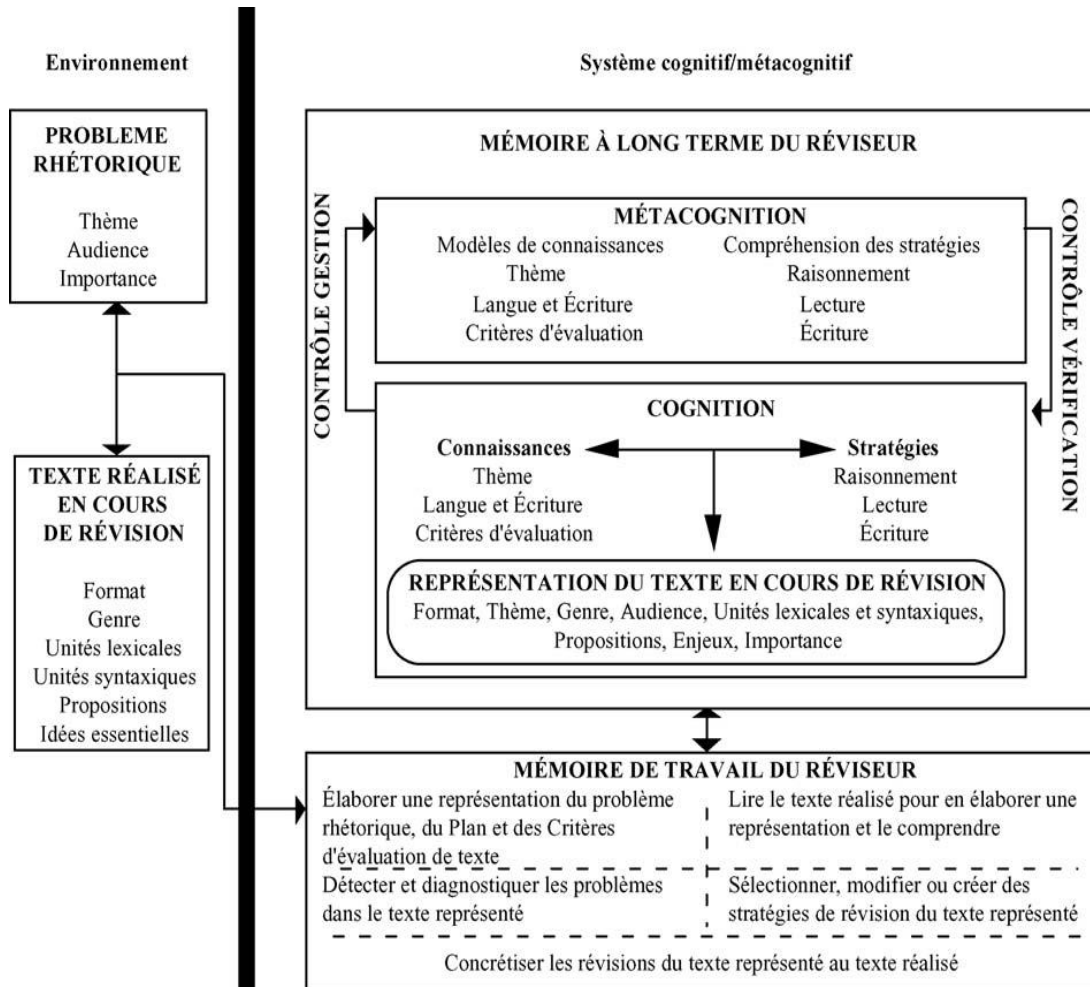 Environnement
Système cognitif/métacognitif
PROBLEME
RHÉTORIQUE
Thème
Audience
Importance
TEXTE RÉALISÉ
EN COURS
DE RÉVISION
Format
Genre
Unités lexicales
Unités syntaxiques
Propositions
Idées essentielles
MÉMOIRE À LONG TERME DU RÉVISEUR
CONTRÔLE GESTION
MÉTACOGNITION
Modèles de connaissances
Thème
Langue et Écriture
Critères d'évaluation
Compréhension des stratégies
Raisonnement
Lecture
Écriture
CONTRÔLE VÉRIFICATION
COGNITION
Connaissances
Thème
Langue et Écriture
Critères d'évaluation
Stratégies
Raisonnement
Lecture
Écriture
REPRÉSENTATION DU TEXTE EN COURS DE RÉVISION
Format, Thème, Genre, Audience, Unités lexicales et syntaxiques,
Propositions, Enjeux, Importance
MÉMOIRE DE TRAVAIL DU RÉVISEUR
Élaborer une représentation du problème
rhétorique, du Plan et des Critères
d'évaluation de texte
Lire le texte réalisé pour en élaborer une
représentation et le comprendre
Détecter et diagnostiquer les problèmes
dans le texte représenté
Sélectionner, modifier ou créer des
stratégies de révision du texte représenté
Concrétiser les révisions du texte représenté au texte réalisé